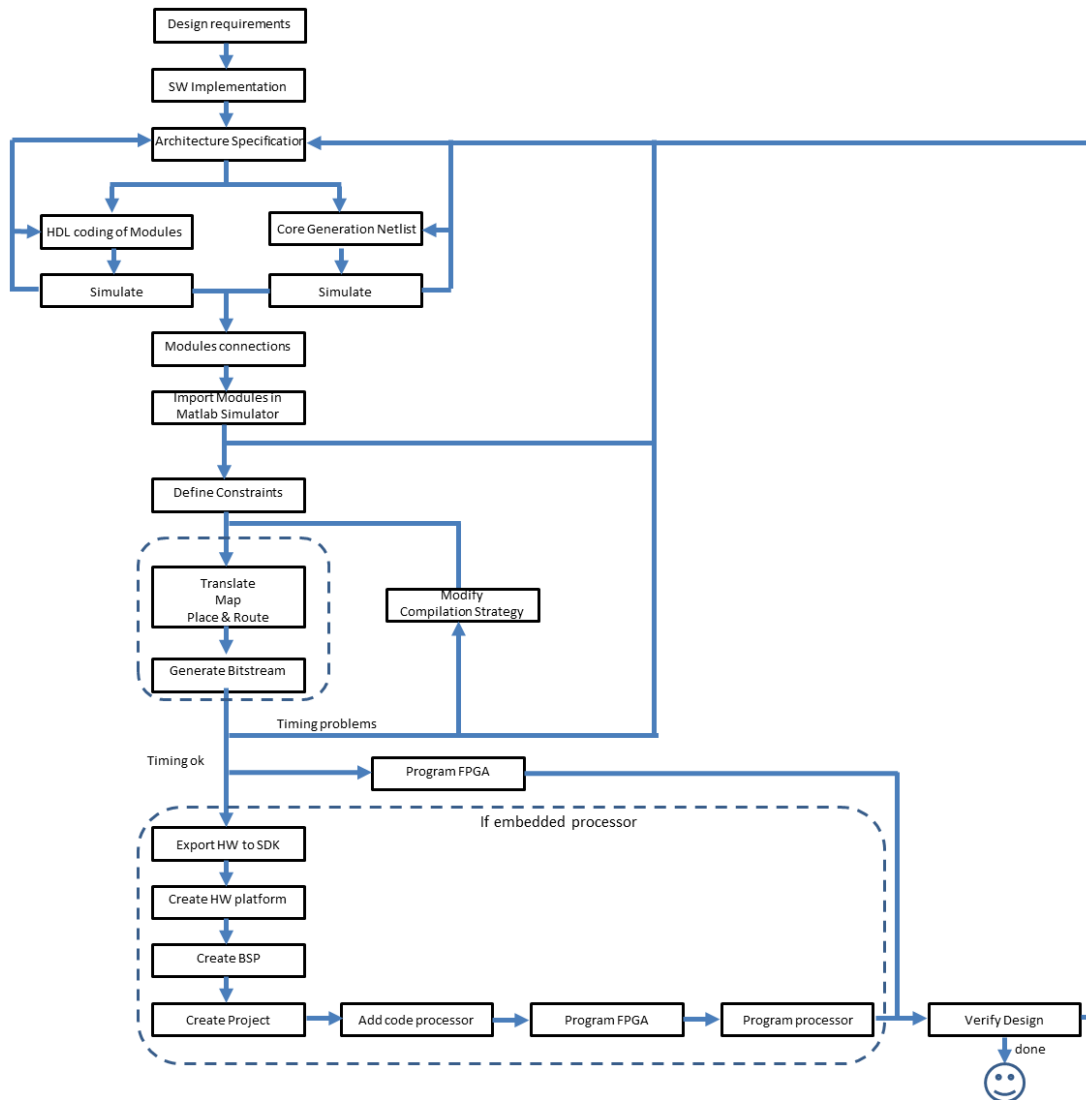 Design requirements
SW Implementation
Architecture Specification
HDL coding of Modules
Core Generation Netlist
Simulate
Simulate
Modules connections
Import Modules in
Matlab Simulator
Define Constraints
Translate
Map
Place & Route
Modify
Compilation Strategy
Generate Bitstream
Timing problems
Timing ok
Program FPGA
If embedded processor
Export HW to SDK
Create HW platform
Create BSP
Create Project
Add code processor
Program FPGA
Program processor
Verify Design
done